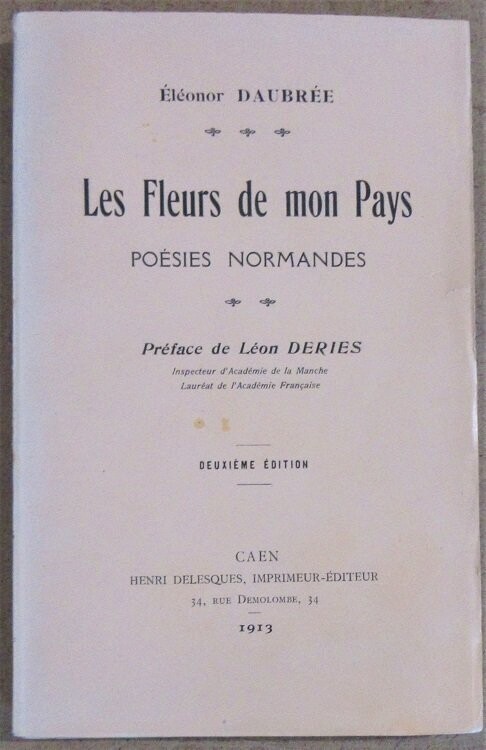 Éléonor DAUBRÉE
Les Fleurs de mon Pays
POÉSIES NORMANDES
Préface de Léon DERIES
Inspecteur d'Académie de la Manche
Lauréat de l'Académie Française
DEUXIÈME ÉDITION
CAEN
HENRI DELESQUES, IMPRIMEUR-ÉDITEUR
34, RUE DEMOLOMBE, 34
1913